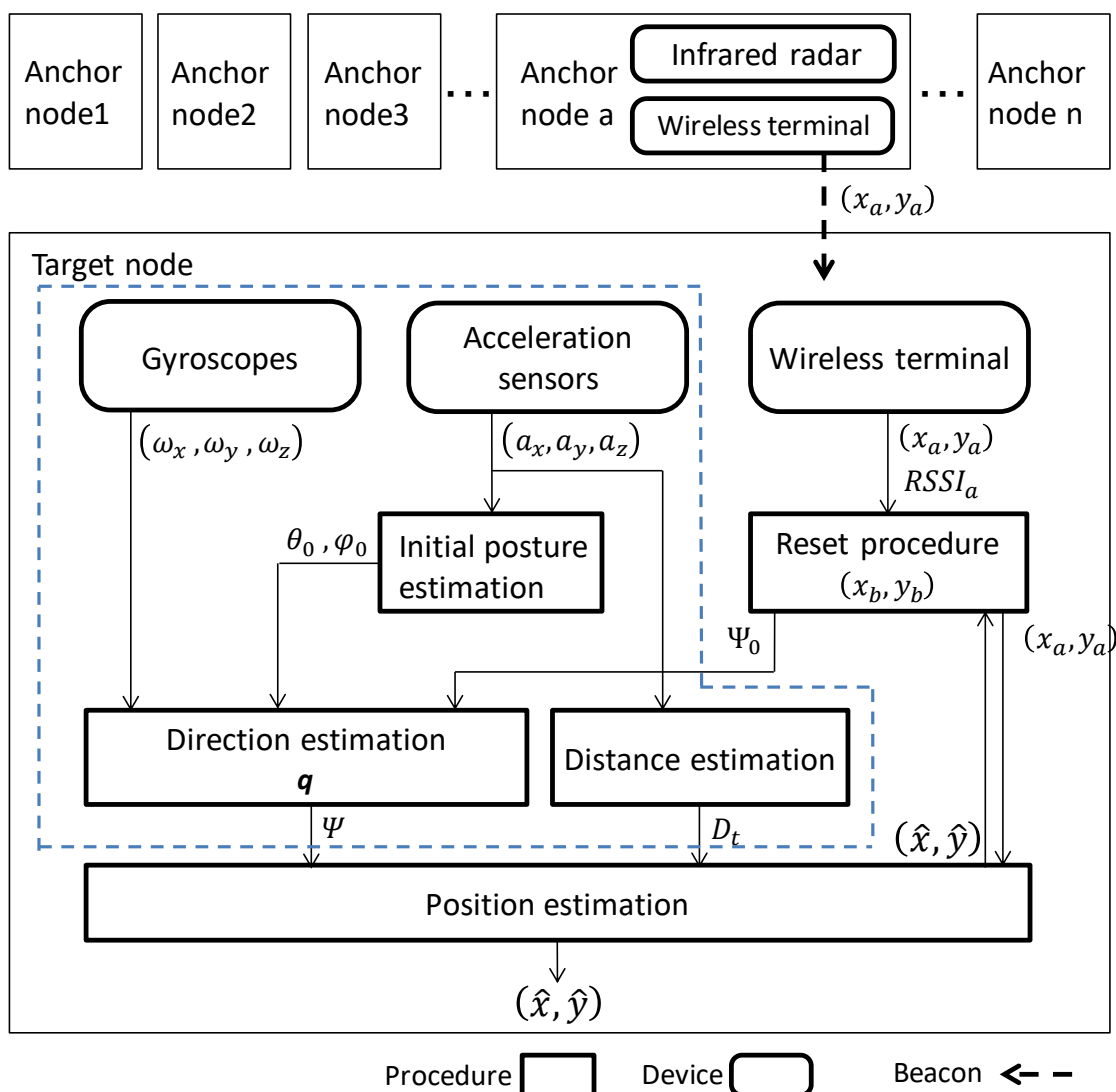 Anchor node1
Anchor node2
Anchor node3
...
Anchor node a
Infrared radar
Wireless terminal
...
Anchor node n
(x_a, y_a)
Target node
Gyroscopes
Acceleration
sensors
Wireless terminal
(ω_x , ω_y , ω_z)
(a_x, a_y, a_z)
(x_a, y_a)
RSSI_a
θ_0 , φ_0
Initial posture
estimation
Reset procedure
(x_b, y_b)
Ψ_0
(x_a, y_a)
Direction estimation
q
Distance estimation
Ψ
D_t
(x̂, ŷ)
Position estimation
(x̂, ŷ)
Procedure
Device
Beacon